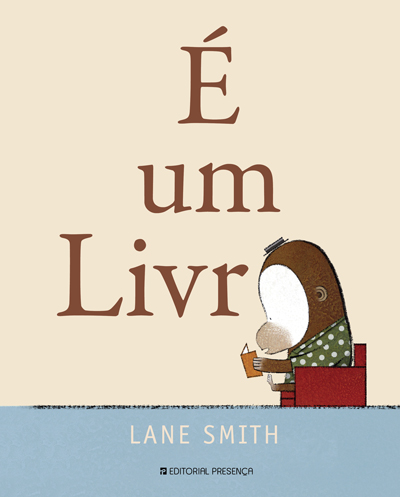 É
um
Livr
LANE SMITH
EDITORIAL PRESENÇA